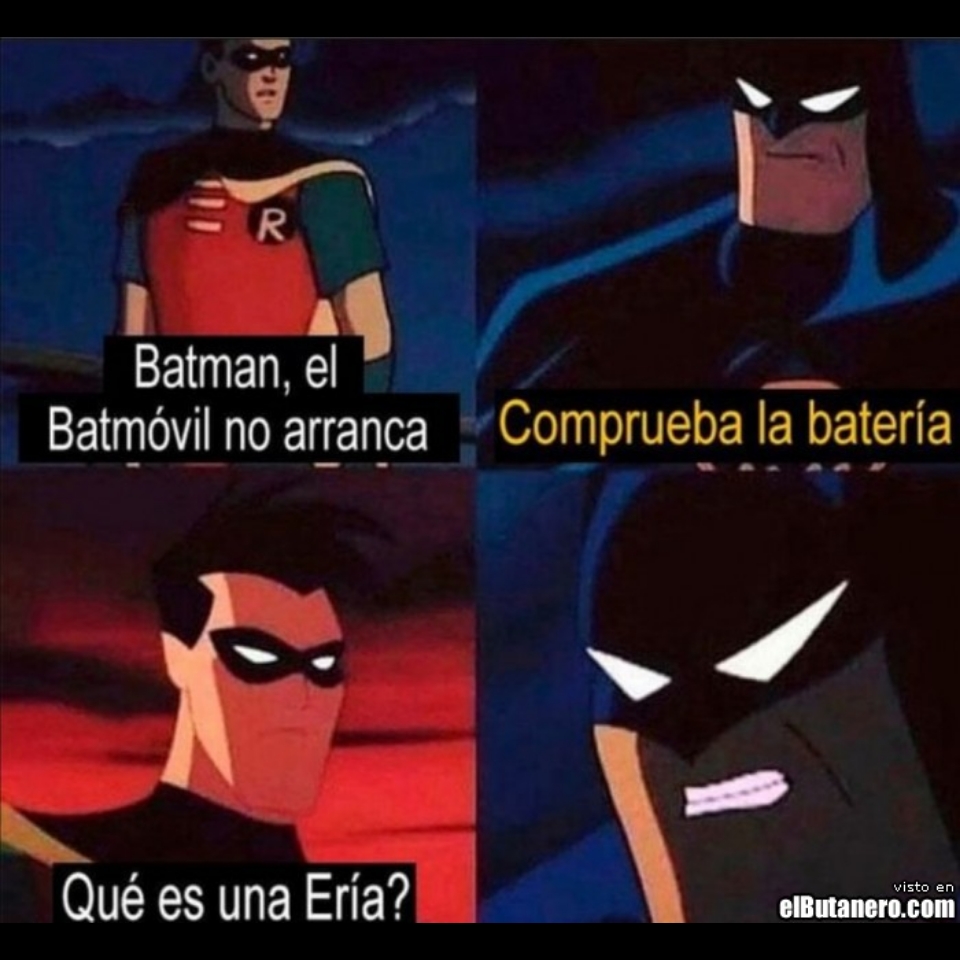 R
Batman, el
Batmóvil no arranca
Comprueba la batería
Qué es una Ería?
visto en
elButanero.com